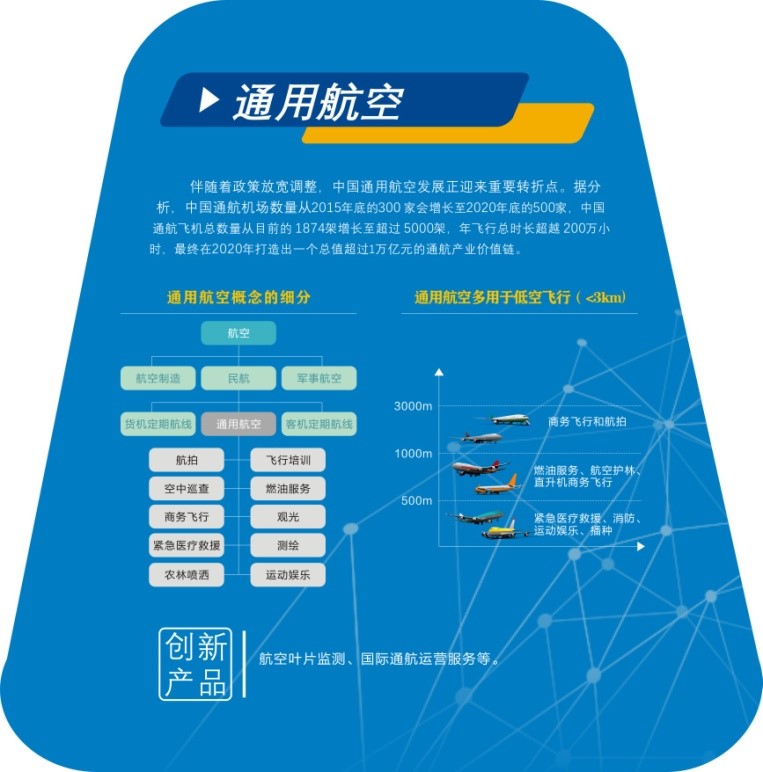 通用航空
伴随着政策放宽调整，中国通用航空发展正迎来重要转折点。据分
析，中国通航机场数量从2015年底的300 家会增长至2020年底的500家，中国
通航飞机总数量从目前的 1874架增长至超过 5000架，年飞行总时长超越 200万小
时，最终在2020年打造出一个总值超过1万亿元的通航产业价值链。
通用航空概念的细分
航空
航空制造 民航 军事航空
货机定期航线 通用航空 客机定期航线
航拍 飞行培训
空中巡查 燃油服务
商务飞行 观光
紧急医疗救援 测绘
农林喷洒 运动娱乐
通用航空多用于低空飞行（<3km）
3000m
商务飞行和航拍
1000m
燃油服务、航空护林、
直升机商务飞行
500m
紧急医疗救援、消防、
运动娱乐、播种
创新
产品
航空叶片监测、国际通航运营服务等。